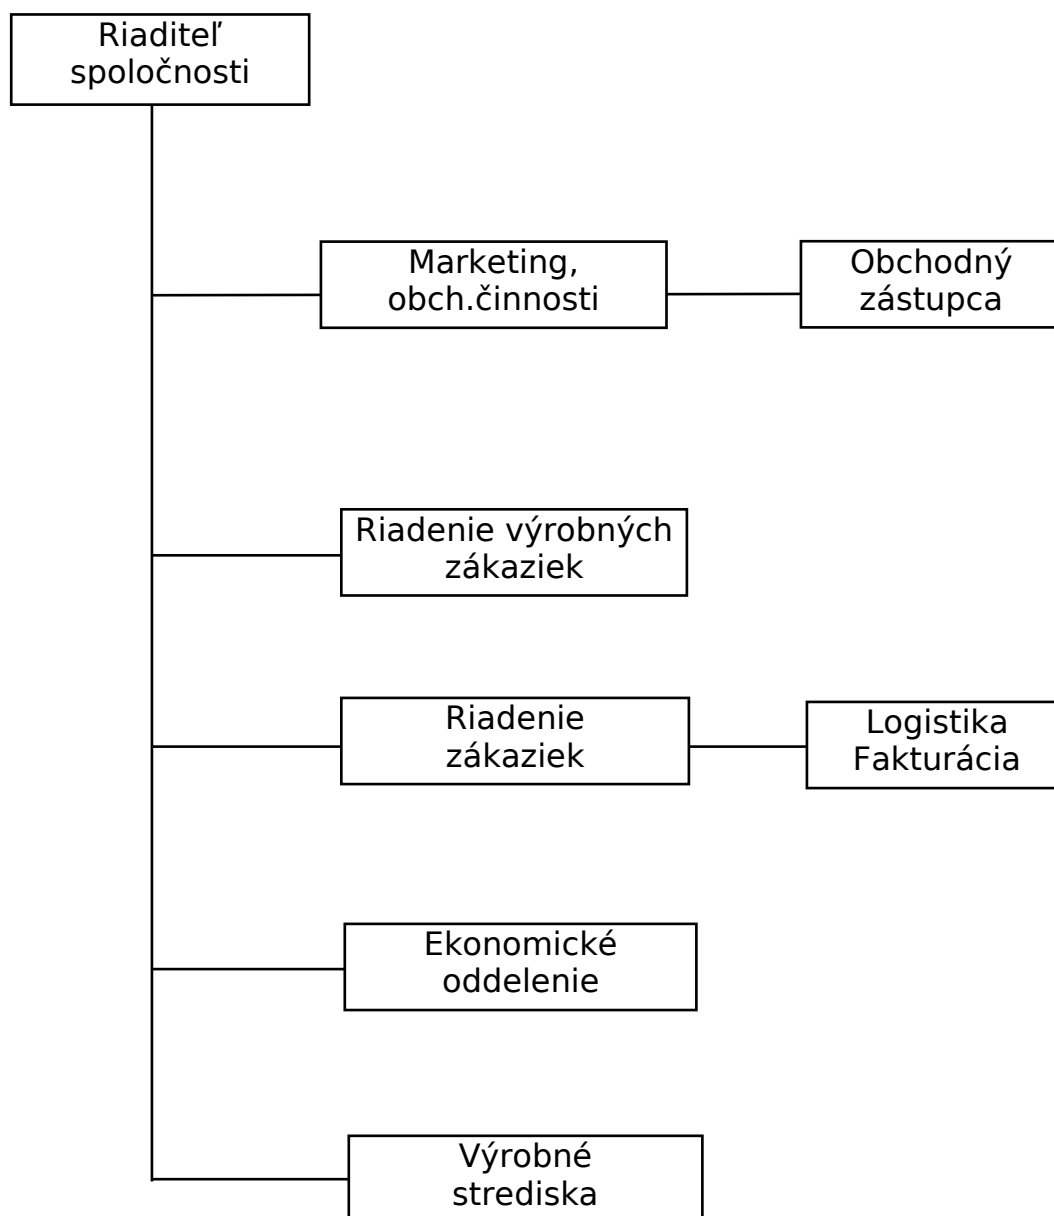 Riaditeľ
spoločnosti
Marketing,
obch.činnosti
Obchodný
zástupca
Riadenie výrobných
zákaziek
Riadenie
zákaziek
Logistika
Fakturácia
Ekonomické
oddelenie
Výrobné
strediska